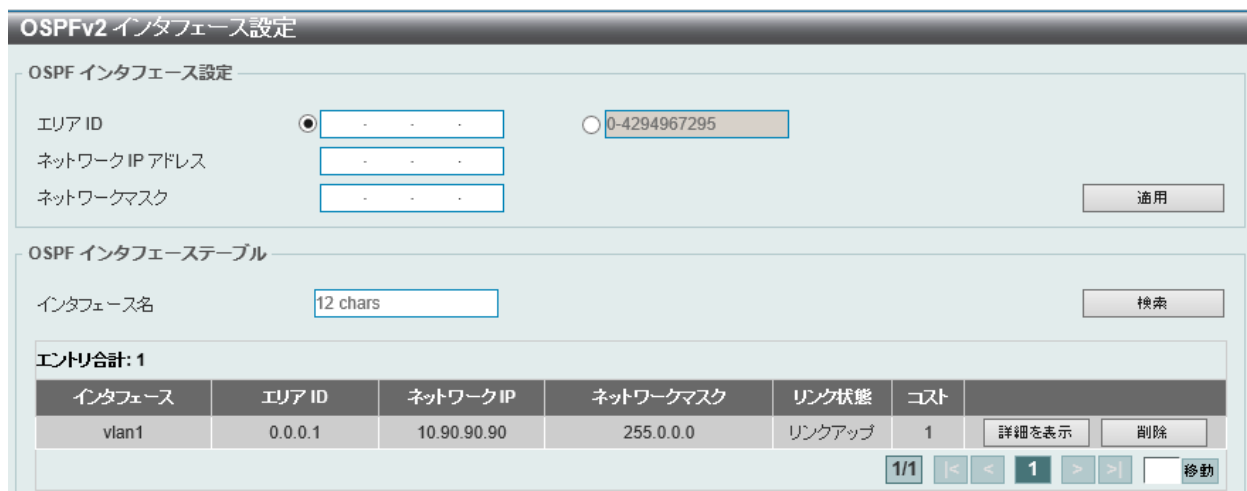 OSPFv2 インタフェース設定
OSPF インタフェース設定
エリア ID 0-4294967295
ネットワーク IP アドレス
ネットワークマスク 適用
OSPF インタフェーステーブル
インタフェース名 12 chars 検索
エントリ合計: 1
インタフェース エリア ID ネットワーク IP ネットワークマスク リンク状態 コスト
vlan1 0.0.0.1 10.90.90.90 255.0.0.0 リンクアップ 1 詳細を表示 削除
1/1 |< < 1 > >| 移動